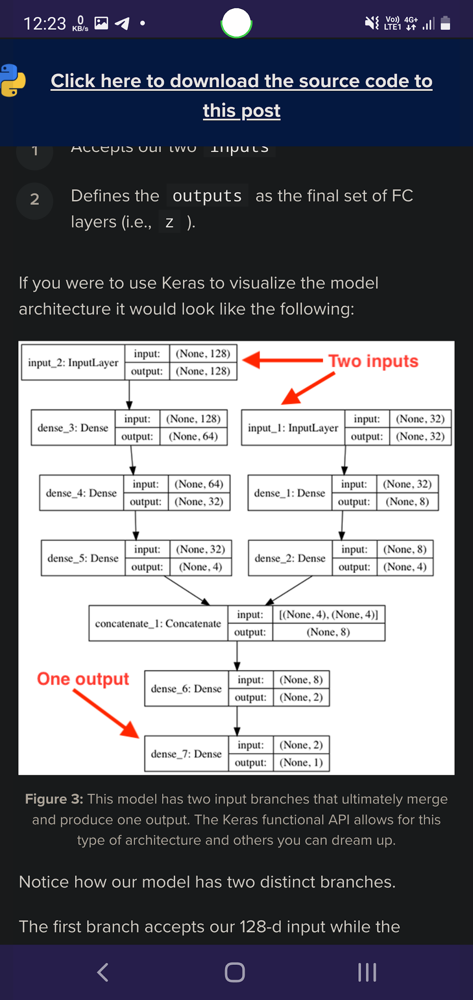 12:23 0 KB/s Vo)) LTE1 4G+
Click here to download the source code to
this post
1 Accepts our two inputs
2 Defines the outputs as the final set of FC
layers (i.e., z ).
If you were to use Keras to visualize the model
architecture it would look like the following:
input_2: InputLayer input: (None, 128)
output: (None, 128)
Two inputs
dense_3: Dense input: (None, 128)
output: (None, 64)
input_1: InputLayer input: (None, 32)
output: (None, 32)
dense_4: Dense input: (None, 64)
output: (None, 32)
dense_1: Dense input: (None, 32)
output: (None, 8)
dense_5: Dense input: (None, 32)
output: (None, 4)
dense_2: Dense input: (None, 8)
output: (None, 4)
concatenate_1: Concatenate input: [(None, 4), (None, 4)]
output: (None, 8)
One output
dense_6: Dense input: (None, 8)
output: (None, 2)
dense_7: Dense input: (None, 2)
output: (None, 1)
Figure 3: This model has two input branches that ultimately merge
and produce one output. The Keras functional API allows for this
type of architecture and others you can dream up.
Notice how our model has two distinct branches.
The first branch accepts our 128-d input while the